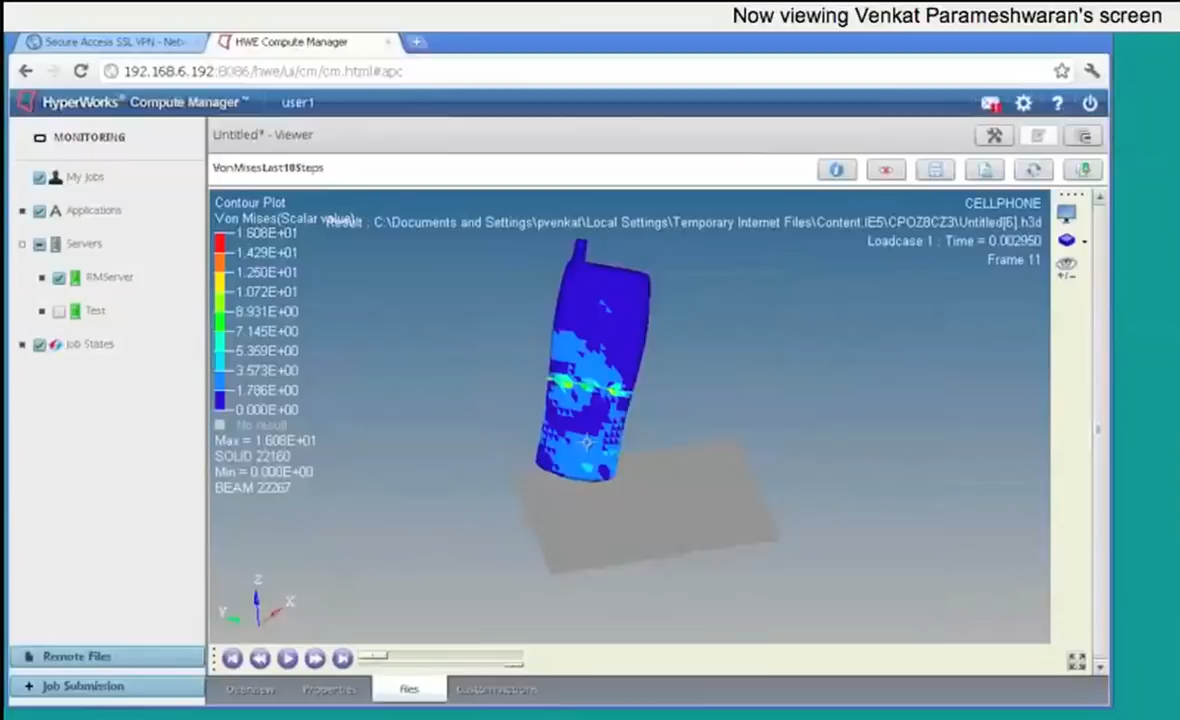 Now viewing Venkat Parameshwaran's screen
Secure Access SSL VPN - Net
HWE Compute Manager
192.168.6.192:8086/hwe/ui/cm/cm.html#apc
HyperWorks® Compute Manager™
user1
MONITORING
My Jobs
Applications
Servers
RMServer
Test
Job States
Remote Files
Job Submission
Untitled* - Viewer
VonMisesLast10Steps
Contour Plot
Von Mises(Scalar value)
1.608E+01
1.429E+01
1.250E+01
1.072E+01
8.931E+00
7.145E+00
5.359E+00
3.573E+00
1.786E+00
0.000E+00
No result
Max = 1.608E+01
SOLID 22160
Min = 0.000E+00
BEAM 22267
CELLPHONE
Result : C:\Documents and Settings\pvenkat\Local Settings\Temporary Internet Files\Content.IE5\CPOZ8CZ3\Untitled[6].h3d
Loadcase 1 : Time = 0.002950
Frame 11
Z
X
Y
Overview
Properties
Files
Custom Actions